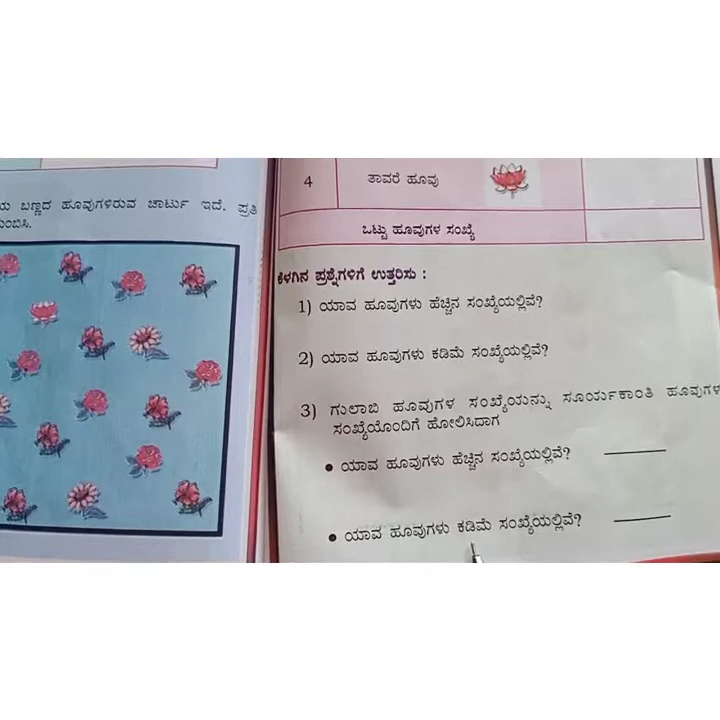 ಬಣ್ಣದ ಹೂವುಗಳಿರುವ ಚಾರ್ಟು ಇದೆ. ಪ್ರತಿ
4 ತಾವರೆ ಹೂವು
ಒಟ್ಟು ಹೂವುಗಳ ಸಂಖ್ಯೆ
ಕೆಳಗಿನ ಪ್ರಶ್ನೆಗಳಿಗೆ ಉತ್ತರಿಸು :
1) ಯಾವ ಹೂವುಗಳು ಹೆಚ್ಚಿನ ಸಂಖ್ಯೆಯಲ್ಲಿವೆ?
2) ಯಾವ ಹೂವುಗಳು ಕಡಿಮೆ ಸಂಖ್ಯೆಯಲ್ಲಿವೆ?
3) ಗುಲಾಬಿ ಹೂವುಗಳ ಸಂಖ್ಯೆಯನ್ನು ಸೂರ್ಯಕಾಂತಿ ಹೂವುಗಳ
ಸಂಖ್ಯೆಯೊಂದಿಗೆ ಹೋಲಿಸಿದಾಗ
• ಯಾವ ಹೂವುಗಳು ಹೆಚ್ಚಿನ ಸಂಖ್ಯೆಯಲ್ಲಿವೆ?
• ಯಾವ ಹೂವುಗಳು ಕಡಿಮೆ ಸಂಖ್ಯೆಯಲ್ಲಿವೆ?